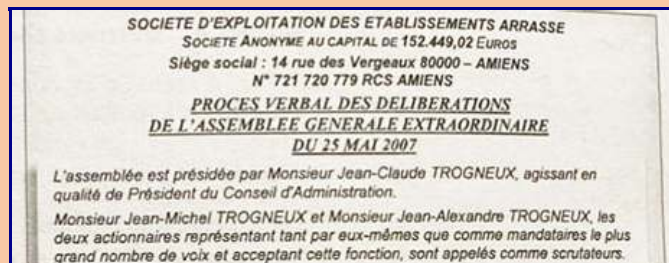 SOCIETE D'EXPLOITATION DES ETABLISSEMENTS ARRASSE
SOCIETE ANONYME AU CAPITAL DE 152.449,02 EUROS
Siège social : 14 rue des Vergeaux 80000 – AMIENS
N° 721 720 779 RCS AMIENS
PROCES VERBAL DES DELIBERATIONS
DE L'ASSEMBLEE GENERALE EXTRAORDINAIRE
DU 25 MAI 2007
L'assemblée est présidée par Monsieur Jean-Claude TROGNEUX, agissant en
qualité de Président du Conseil d'Administration.
Monsieur Jean-Michel TROGNEUX et Monsieur Jean-Alexandre TROGNEUX, les
deux actionnaires représentant tant par eux-mêmes que comme mandataires le plus
grand nombre de voix et acceptant cette fonction, sont appelés comme scrutateurs.